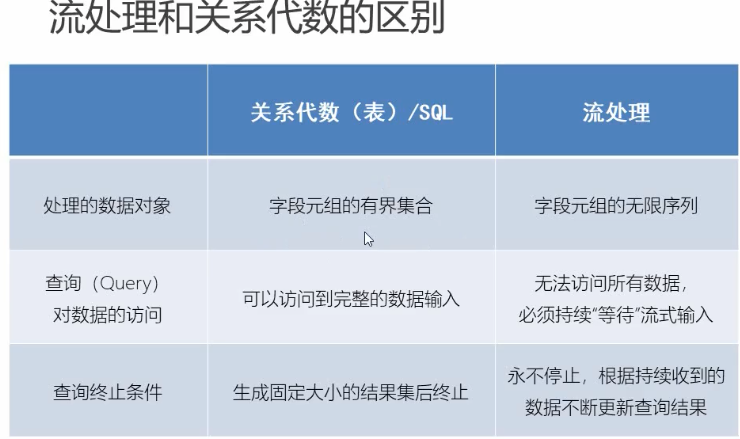 流处理和关系代数的区别
关系代数（表）/SQL
流处理
处理的数据对象
字段元组的有界集合
字段元组的无限序列
查询（Query）
对数据的访问
可以访问到完整的数据输入
无法访问所有数据，
必须持续“等待”流式输入
查询终止条件
生成固定大小的结果集后终止
永不停止，根据持续收到的
数据不断更新查询结果